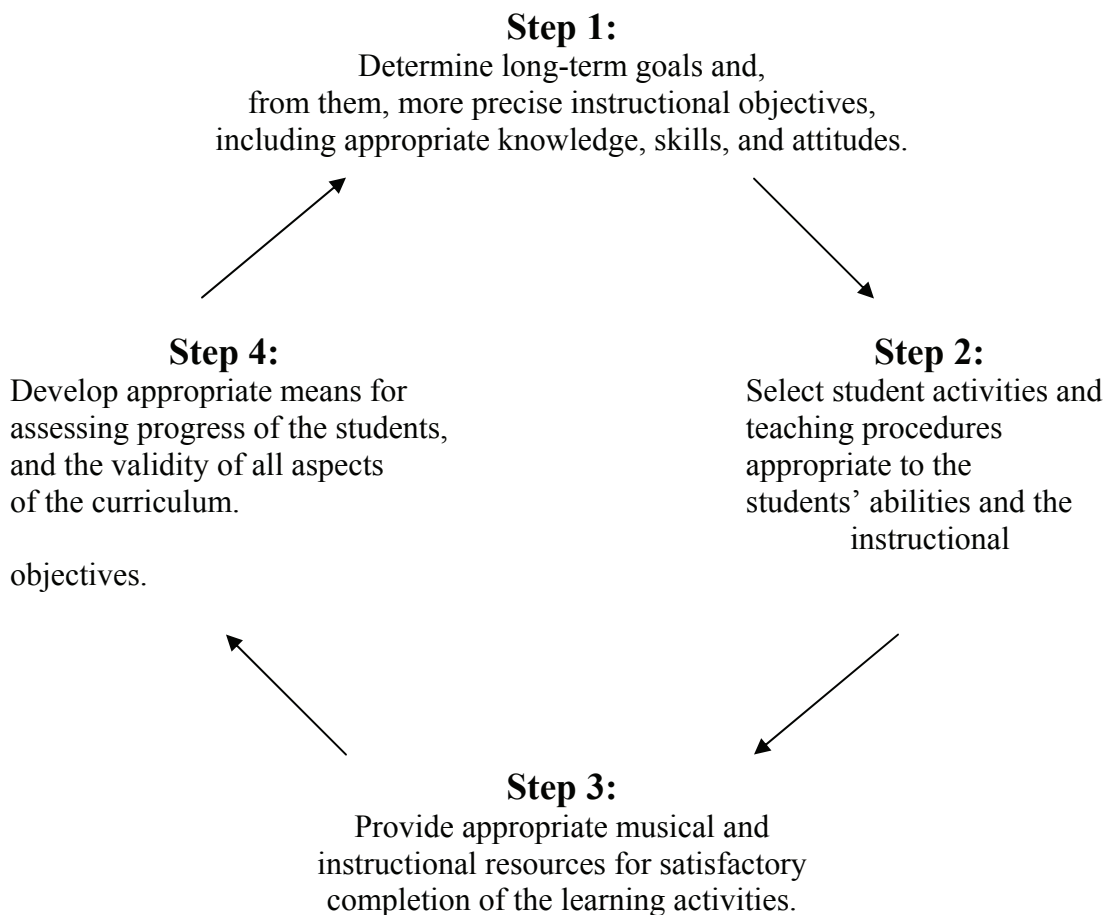 Step 1:
Determine long-term goals and,
from them, more precise instructional objectives,
including appropriate knowledge, skills, and attitudes.
Step 4:
Develop appropriate means for
assessing progress of the students,
and the validity of all aspects
of the curriculum.
Step 2:
Select student activities and
teaching procedures
appropriate to the
students’ abilities and the
instructional
objectives.
Step 3:
Provide appropriate musical and
instructional resources for satisfactory
completion of the learning activities.